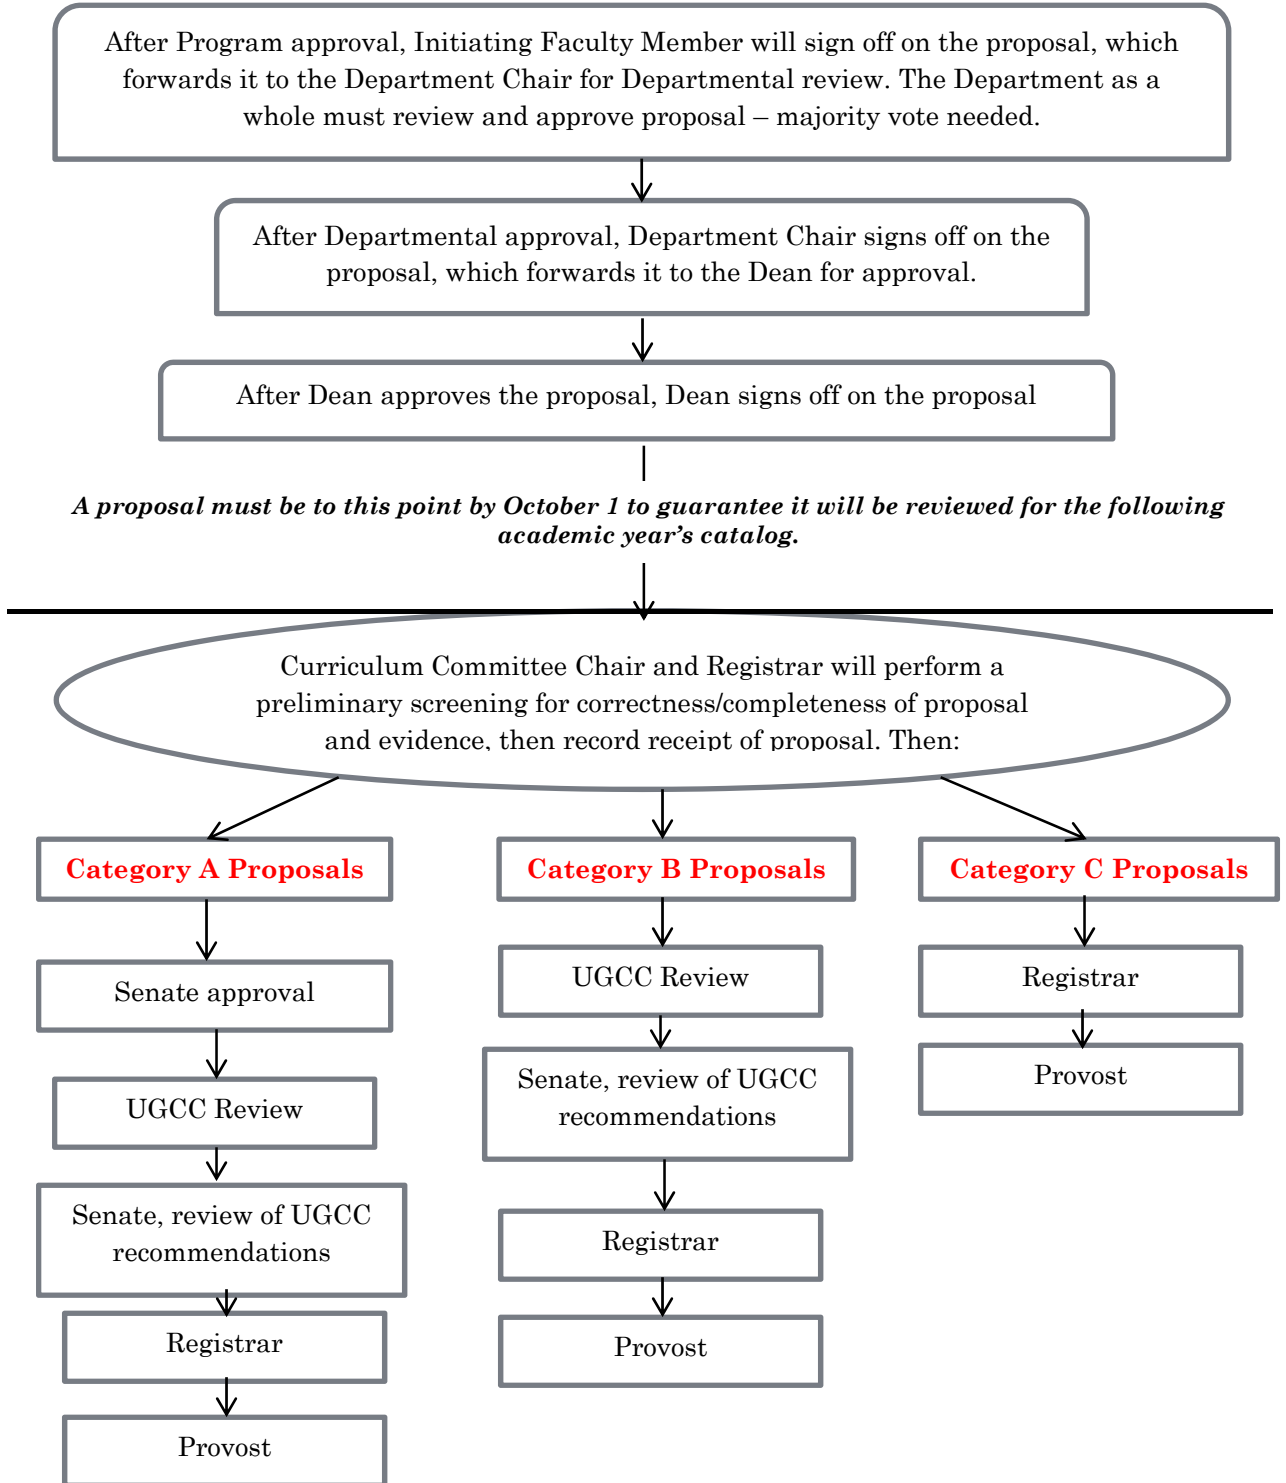 After Program approval, Initiating Faculty Member will sign off on the proposal, which
forwards it to the Department Chair for Departmental review. The Department as a
whole must review and approve proposal – majority vote needed.
After Departmental approval, Department Chair signs off on the
proposal, which forwards it to the Dean for approval.
After Dean approves the proposal, Dean signs off on the proposal
A proposal must be to this point by October 1 to guarantee it will be reviewed for the following
academic year's catalog.
Curriculum Committee Chair and Registrar will perform a
preliminary screening for correctness/completeness of proposal
and evidence, then record receipt of proposal. Then:
Category A Proposals
Senate approval
UGCC Review
Senate, review of UGCC
recommendations
Registrar
Provost
Category B Proposals
UGCC Review
Senate, review of UGCC
recommendations
Registrar
Provost
Category C Proposals
Registrar
Provost